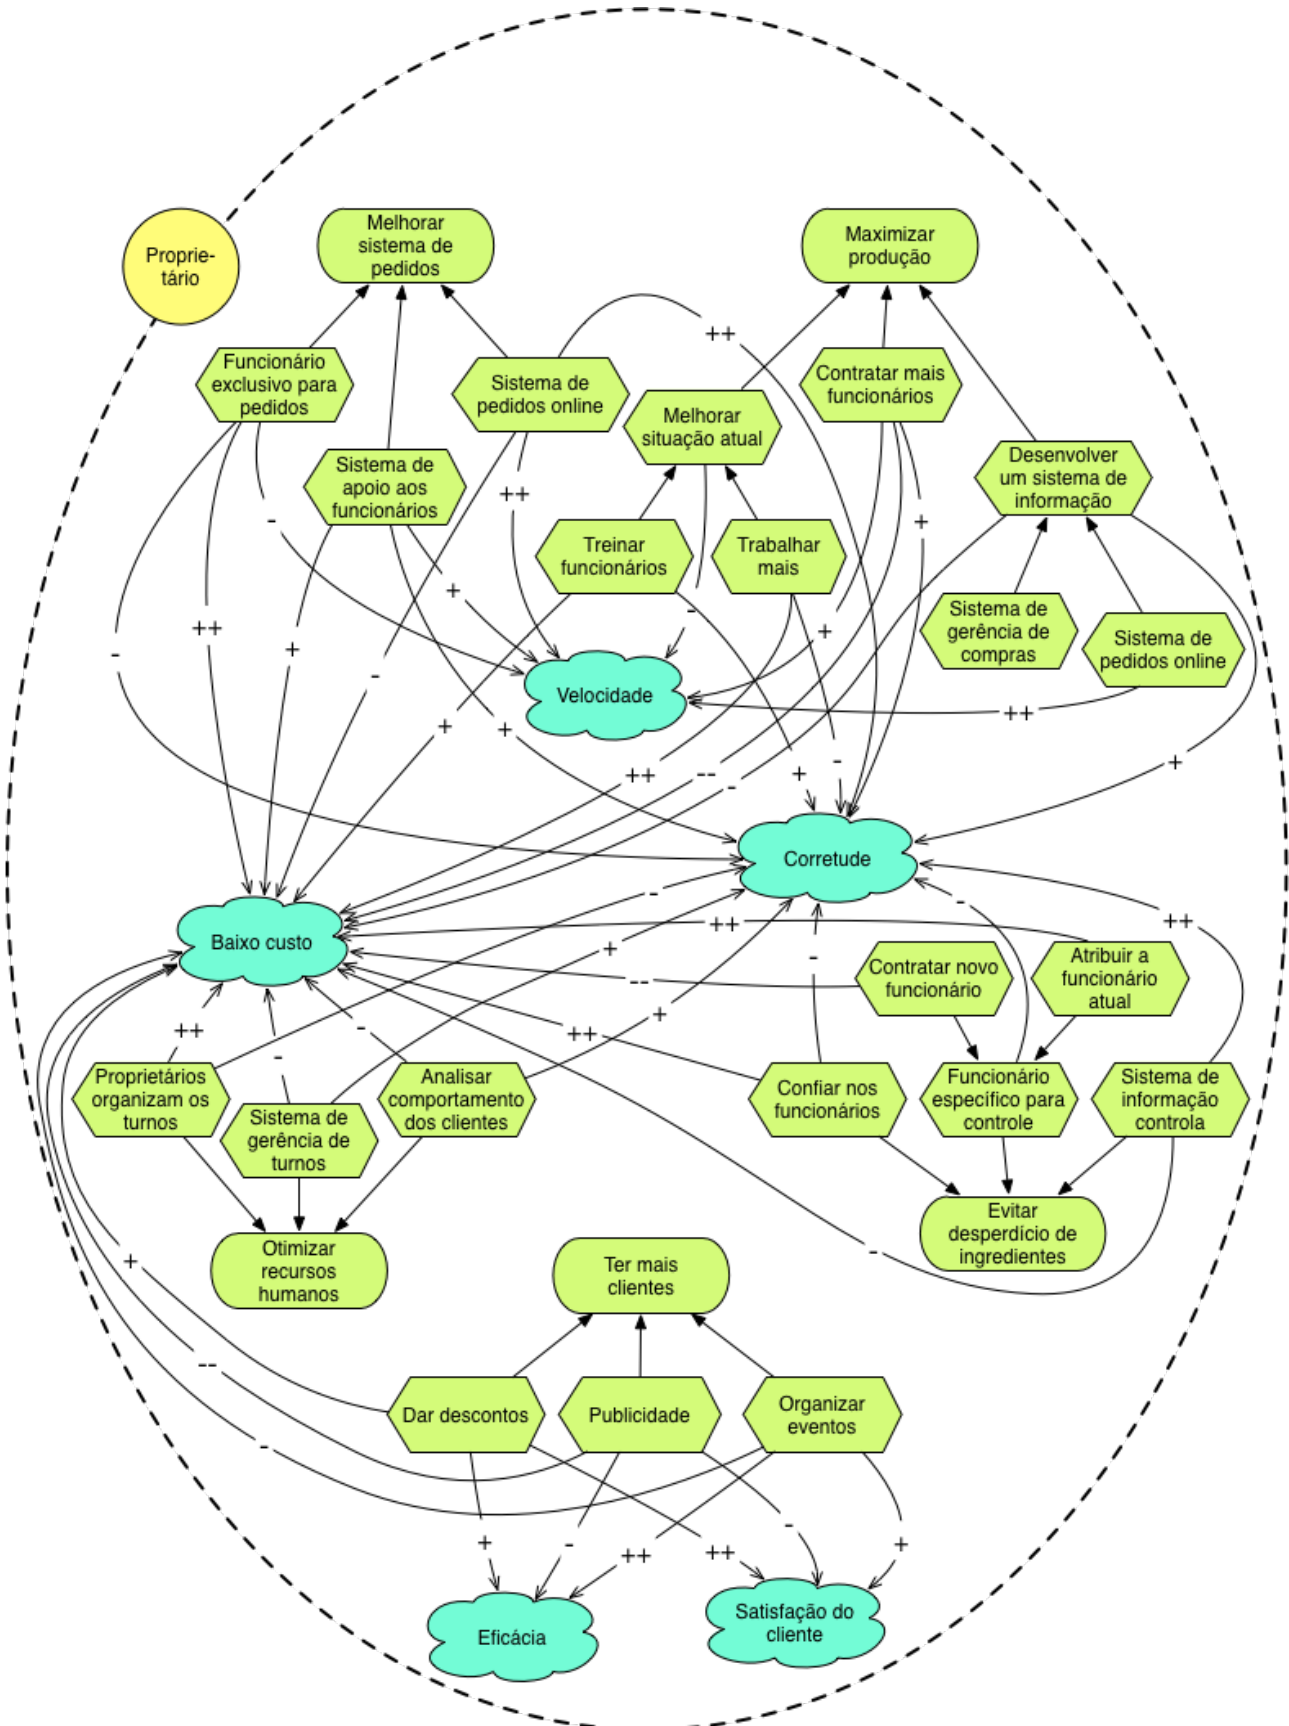 Proprie-
tário
Melhorar
sistema de
pedidos
Maximizar
produção
++
Funcionário
exclusivo para
pedidos
Sistema de
pedidos online
Contratar mais
funcionários
Melhorar
situação atual
Sistema de
apoio aos
funcionários
Desenvolver
um sistema de
informação
++
-
+
Treinar
funcionários
Trabalhar
mais
+
-
Sistema de
gerência de
compras
Sistema de
pedidos online
++
+
+
-
-
-
Velocidade
++
+
+
++
--
-
+
-
+
Corretude
-
Baixo custo
+
++
-
++
--
-
Contratar novo
funcionário
Atribuir a
funcionário
atual
++
-
-
++
+
Proprietários
organizam os
turnos
Sistema de
gerência de
turnos
Analisar
comportamento
dos clientes
Confiar nos
funcionários
Funcionário
específico para
controle
Sistema de
informação
controla
Otimizar
recursos
humanos
Evitar
desperdício de
ingredientes
-
+
Ter mais
clientes
--
-
Dar descontos
Publicidade
Organizar
eventos
+
-
++
++
-
+
Eficácia
Satisfação do
cliente